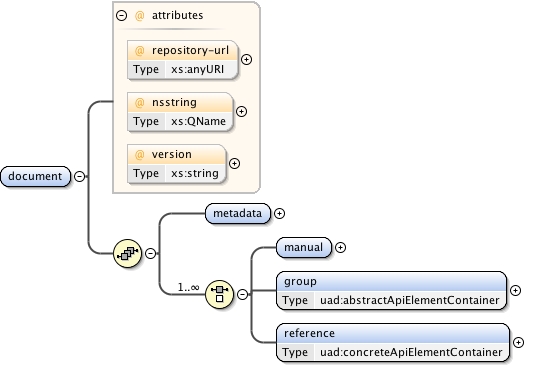 @ attributes
@ repository-url
Type xs:anyURI
@ nsstring
Type xs:QName
@ version
Type xs:string
document
metadata
1..∞
manual
group
Type uad:abstractApiElementContainer
reference
Type uad:concreteApiElementContainer